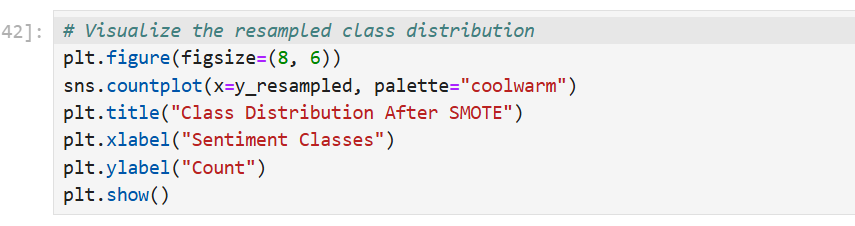 42]: # Visualize the resampled class distribution
plt.figure(figsize=(8, 6))
sns.countplot(x=y_resampled, palette="coolwarm")
plt.title("Class Distribution After SMOTE")
plt.xlabel("Sentiment Classes")
plt.ylabel("Count")
plt.show()